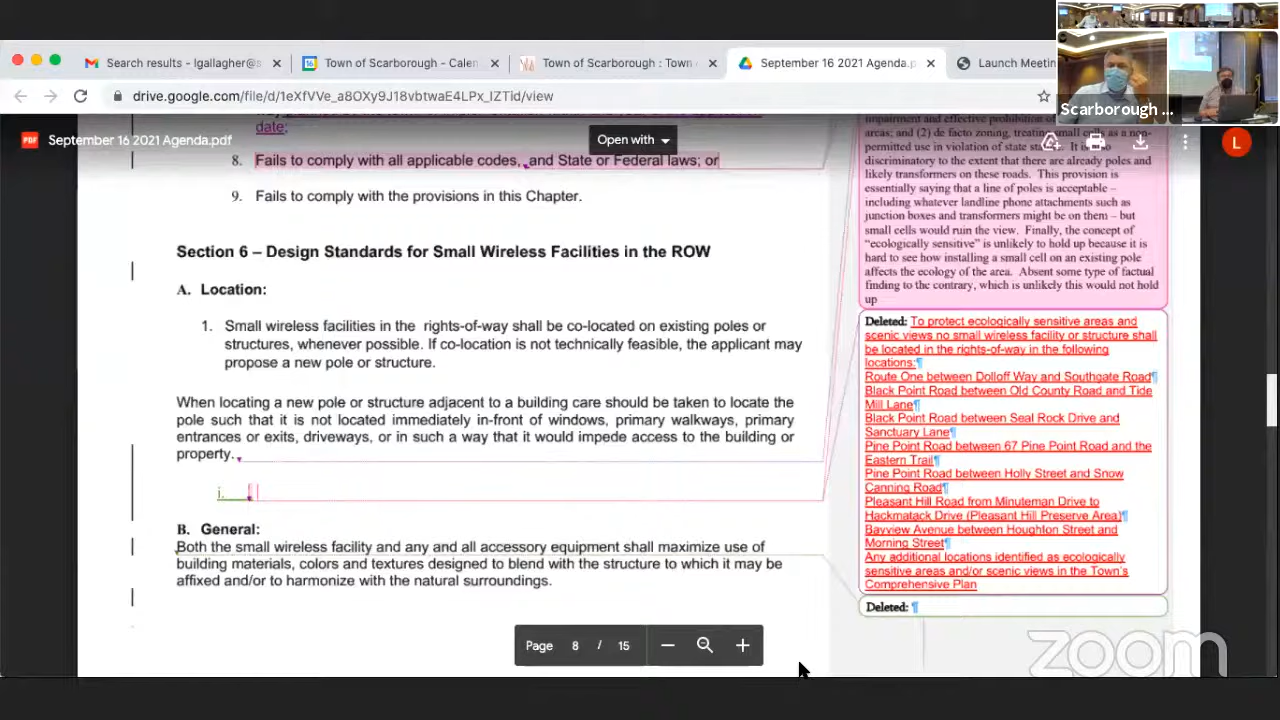 Search results - lgallagher@s
Town of Scarborough - Calen
Town of Scarborough : Town
September 16 2021 Agenda.p
Launch Meetin
drive.google.com/file/d/1eXfVVe_a8OXy9J18vbtwaE4LPx_IZTid/view
Scarborough ...
PDF September 16 2021 Agenda.pdf
Open with
L
date;
8. Fails to comply with all applicable codes, and State or Federal laws; or
9. Fails to comply with the provisions in this Chapter.
Section 6 – Design Standards for Small Wireless Facilities in the ROW
A. Location:
1. Small wireless facilities in the rights-of-way shall be co-located on existing poles or
structures, wherever possible. If co-location is not technically feasible, the applicant may
propose a new pole or structure.
When locating a new pole or structure adjacent to a building care should be taken to locate the
pole such that it is not located immediately in-front of windows, primary walkways, primary
entrances or exits, driveways, or in such a way that it would impede access to the building or
property.
i.
B. General:
Both the small wireless facility and any and all accessory equipment shall maximize use of
building materials, colors and textures designed to blend with the structure to which it may be
affixed and/or to harmonize with the natural surroundings.
impairment and effective prohibition of
areas; and (2) de facto zoning, treating small cells as a non-
permitted use in violation of state
discriminatory to the extent that there are already poles and
likely transformers on these roads. This provision is
essentially saying that a line of poles is acceptable –
including whatever landline phone attachments such as
junction boxes and transformers might be on them – but
small cells would ruin the view. Finally, the concept of
“ecologically sensitive” is unlikely to hold up because it is
hard to see how installing a small cell on an existing pole
affects the ecology of the area. Absent some type of factual
finding to the contrary, which is unlikely this would not hold
up
Deleted: To protect ecologically sensitive areas and
scenic views no small wireless facility or structure shall
be located in the rights-of-way in the following
locations:¶
Route One between Dolloff Way and Southgate Road¶
Black Point Road between Old County Road and Tide
Mill Lane¶
Black Point Road between Seal Rock Drive and
Sanctuary Lane¶
Pine Point Road between 67 Pine Point Road and the
Eastern Trail¶
Pine Point Road between Holly Street and Snow
Canning Road¶
Pleasant Hill Road from Minuteman Drive to
Hackmatack Drive (Pleasant Hill Preserve Area)¶
Bayview Avenue between Houghton Street and
Morning Street¶
Any additional locations identified as ecologically
sensitive areas and/or scenic views in the Town's
Comprehensive Plan
Deleted: ¶
Page 8 / 15
zoom